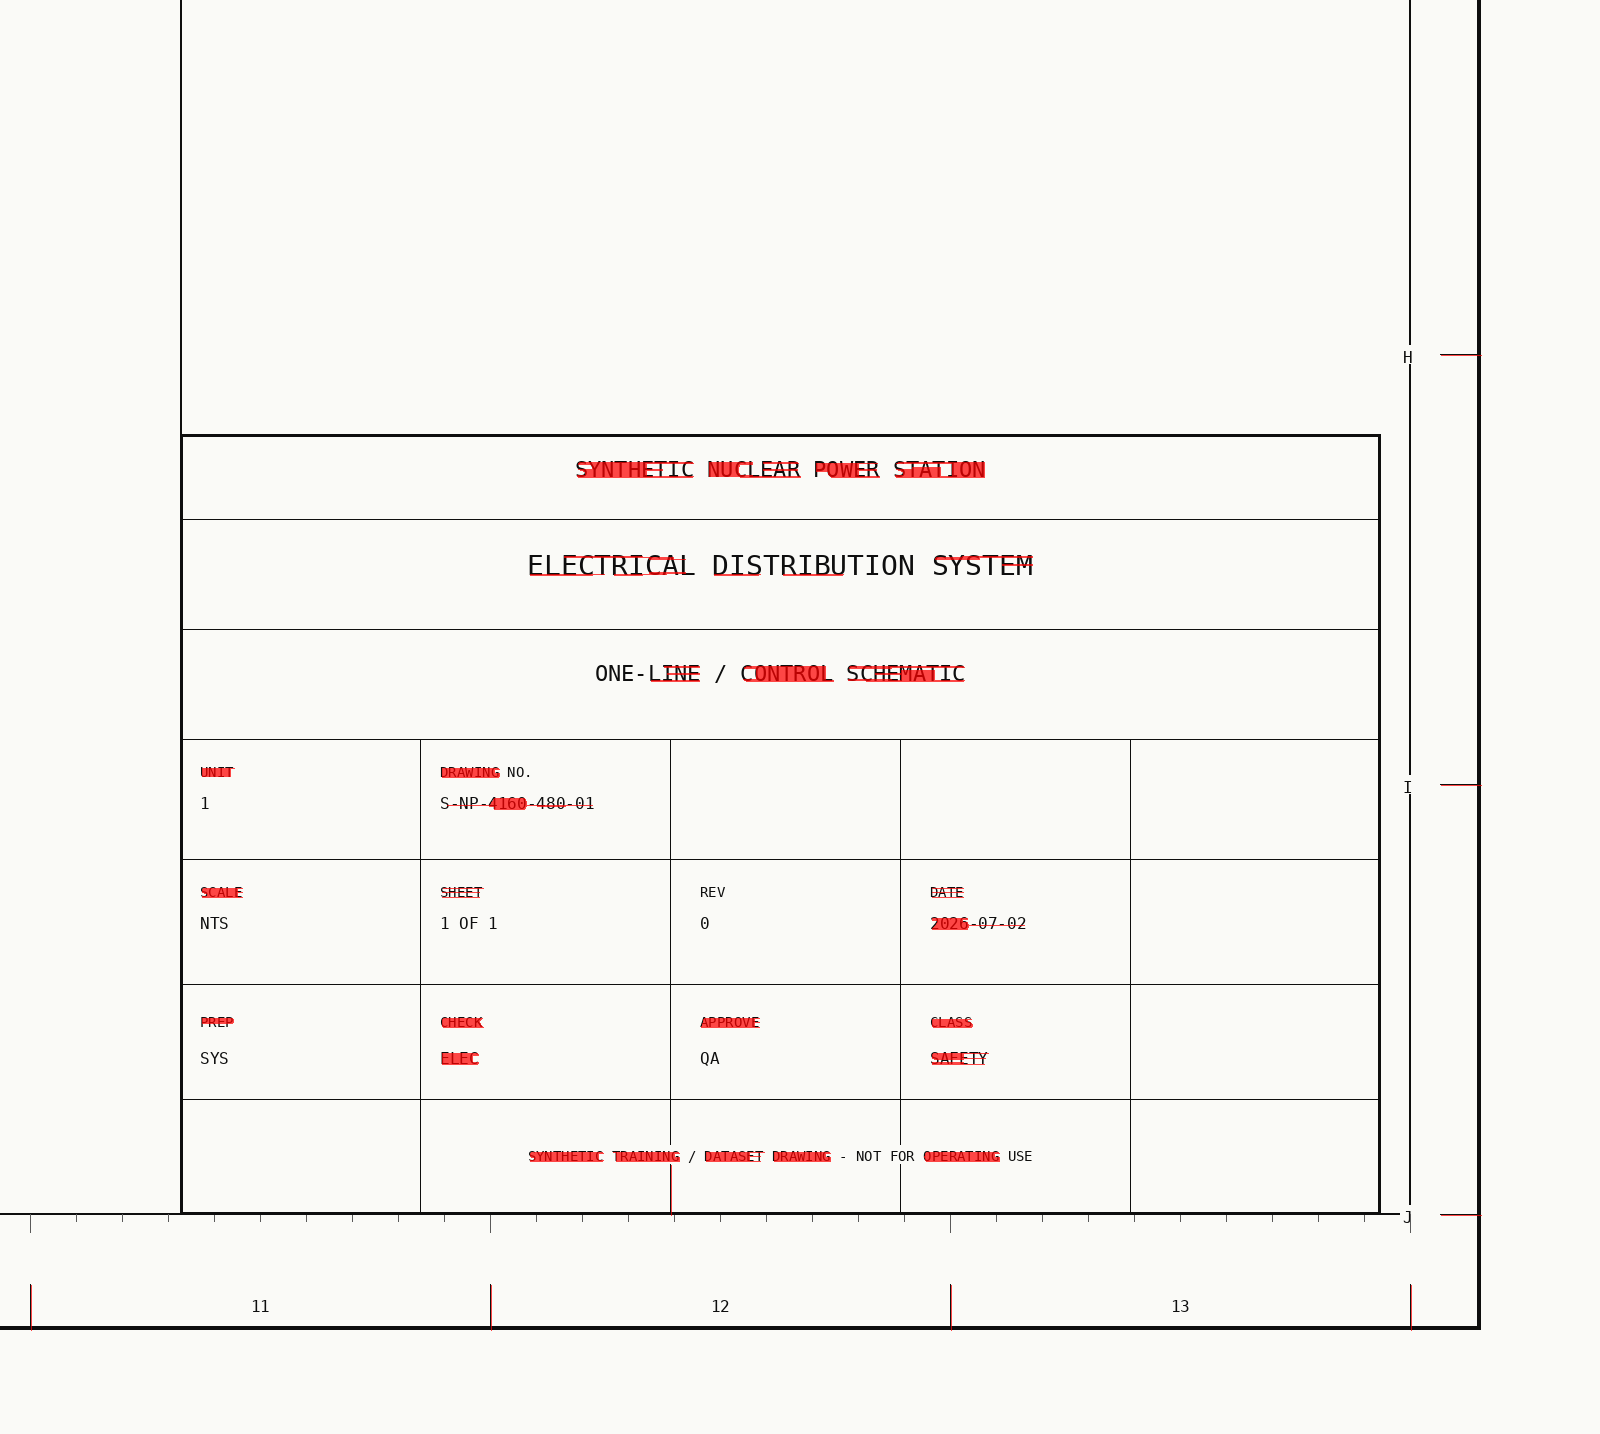 H
SYNTHETIC NUCLEAR POWER STATION
ELECTRICAL DISTRIBUTION SYSTEM
ONE-LINE / CONTROL SCHEMATIC
UNIT DRAWING NO.
1 S-NP-4160-480-01
I
SCALE SHEET REV DATE
NTS 1 OF 1 0 2026-07-02
PREP CHECK APPROVE CLASS
SYS ELEC QA SAFETY
SYNTHETIC TRAINING / DATASET DRAWING - NOT FOR OPERATING USE
J
11 12 13